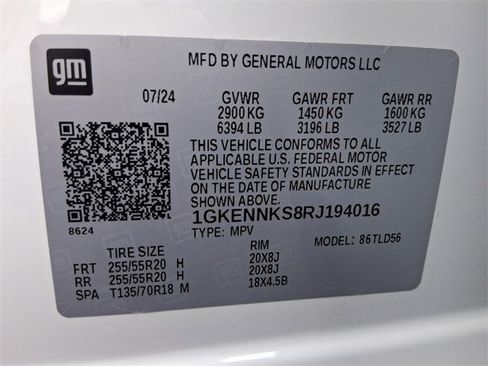 gm
MFD BY GENERAL MOTORS LLC
07/24 GVWR GAWR FRT GAWR RR
2900 KG 1450 KG 1600 KG
6394 LB 3196 LB 3527 LB
THIS VEHICLE CONFORMS TO ALL
APPLICABLE U.S. FEDERAL MOTOR
VEHICLE SAFETY STANDARDS IN
EFFECT ON THE DATE OF MANUFACTURE
SHOWN ABOVE.
1GKENNKS8RJ194016
8624 TYPE: MPV MODEL: 86TLD56
TIRE SIZE RIM
FRT 255/55R20 H 20X8J
RR 255/55R20 H 20X8J
SPA T135/70R18 M 18X4.5B